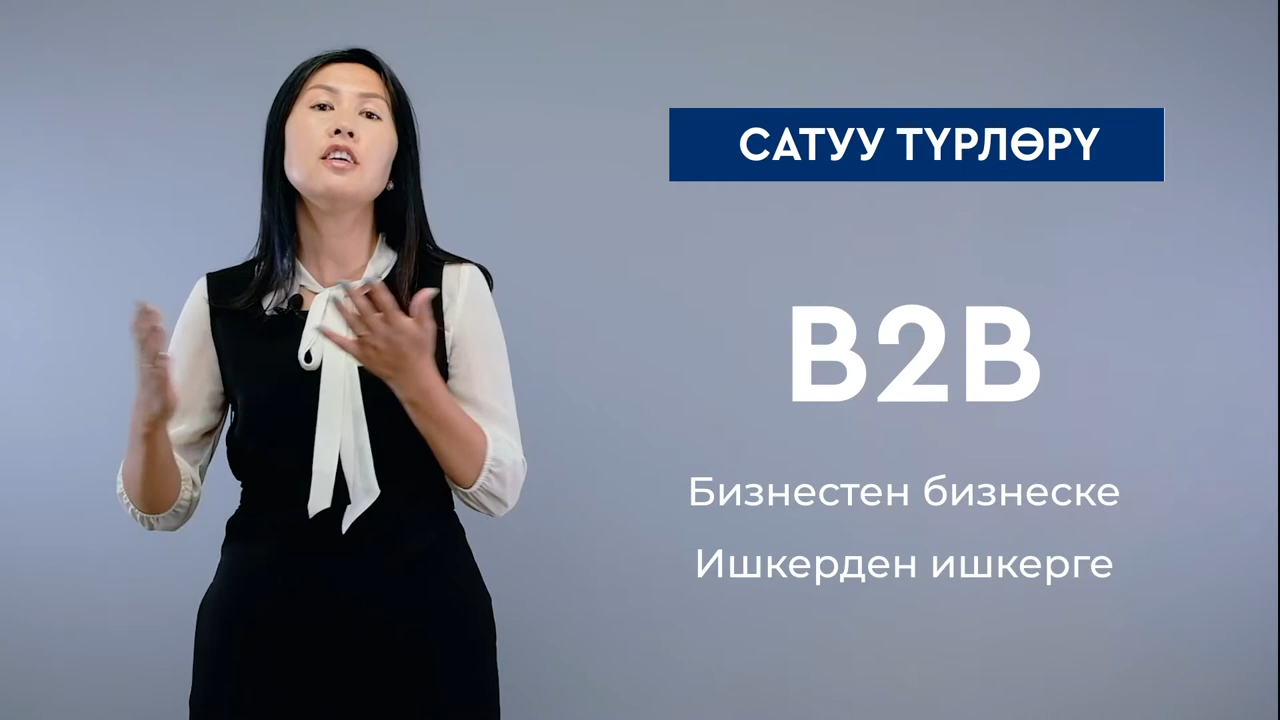 САТУУ ТҮРЛӨРҮ
B2B
Бизнестен бизнеске
Ишкерден ишкерге